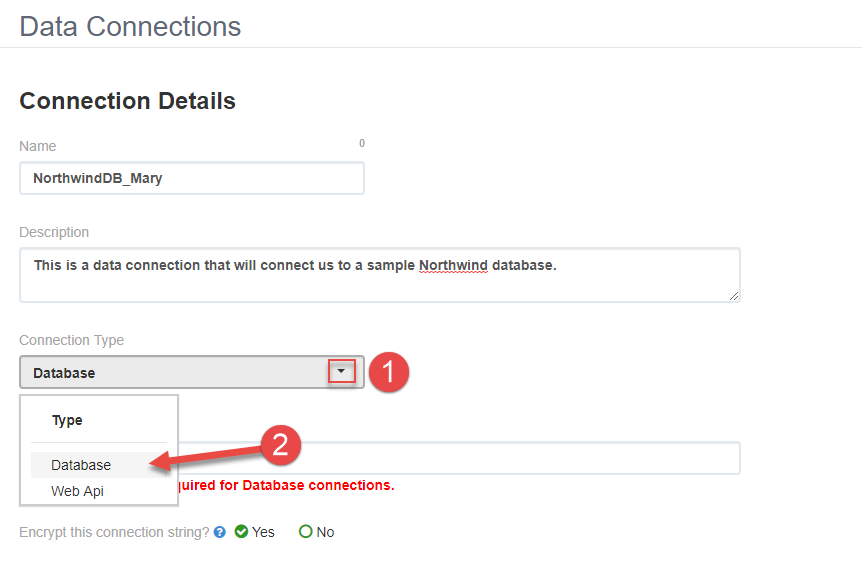 Data Connections
Connection Details
Name 0
NorthwindDB_Mary
Description
This is a data connection that will connect us to a sample Northwind database.
Connection Type
Database 1
Type
2
Database
Web Api
quired for Database connections.
Encrypt this connection string? ? Yes No